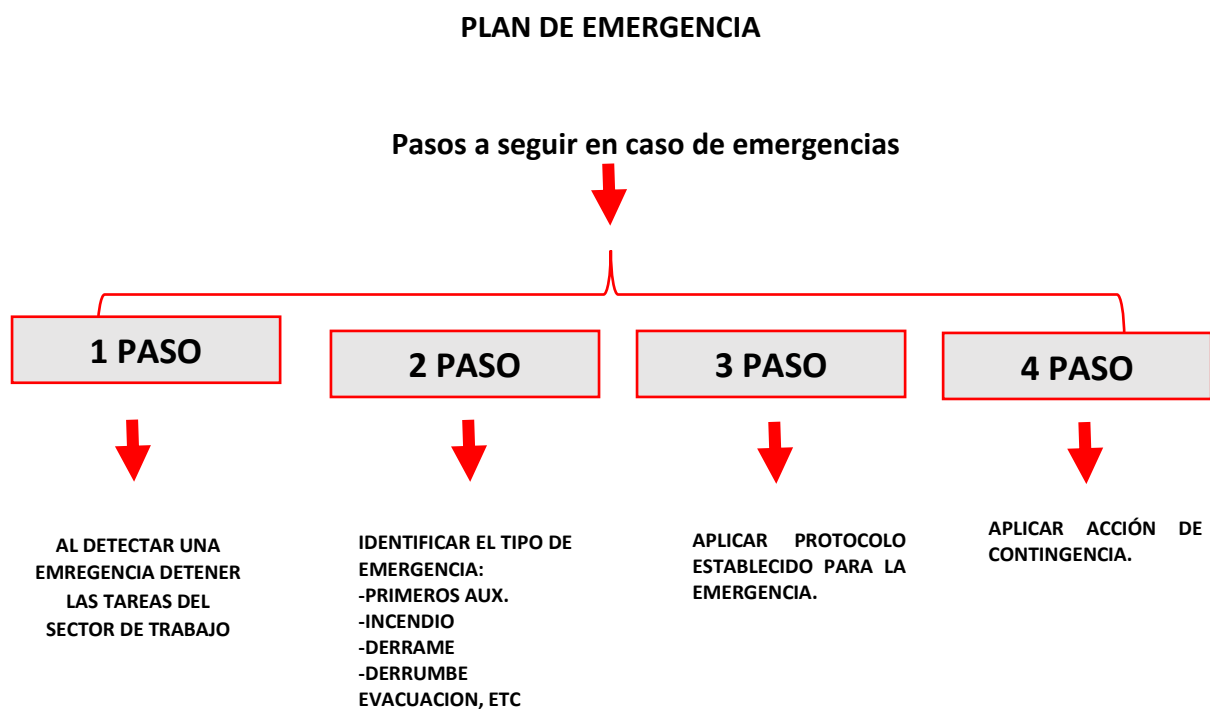 PLAN DE EMERGENCIA
Pasos a seguir en caso de emergencias
1 PASO
AL DETECTAR UNA
EMREGENCIA DETENER
LAS TAREAS DEL
SECTOR DE TRABAJO
2 PASO
IDENTIFICAR EL TIPO DE
EMERGENCIA:
-PRIMEROS AUX.
-INCENDIO
-DERRAME
-DERRUMBE
EVACUACION, ETC
3 PASO
APLICAR PROTOCOLO
ESTABLECIDO PARA LA
EMERGENCIA.
4 PASO
APLICAR ACCIÓN DE
CONTINGENCIA.